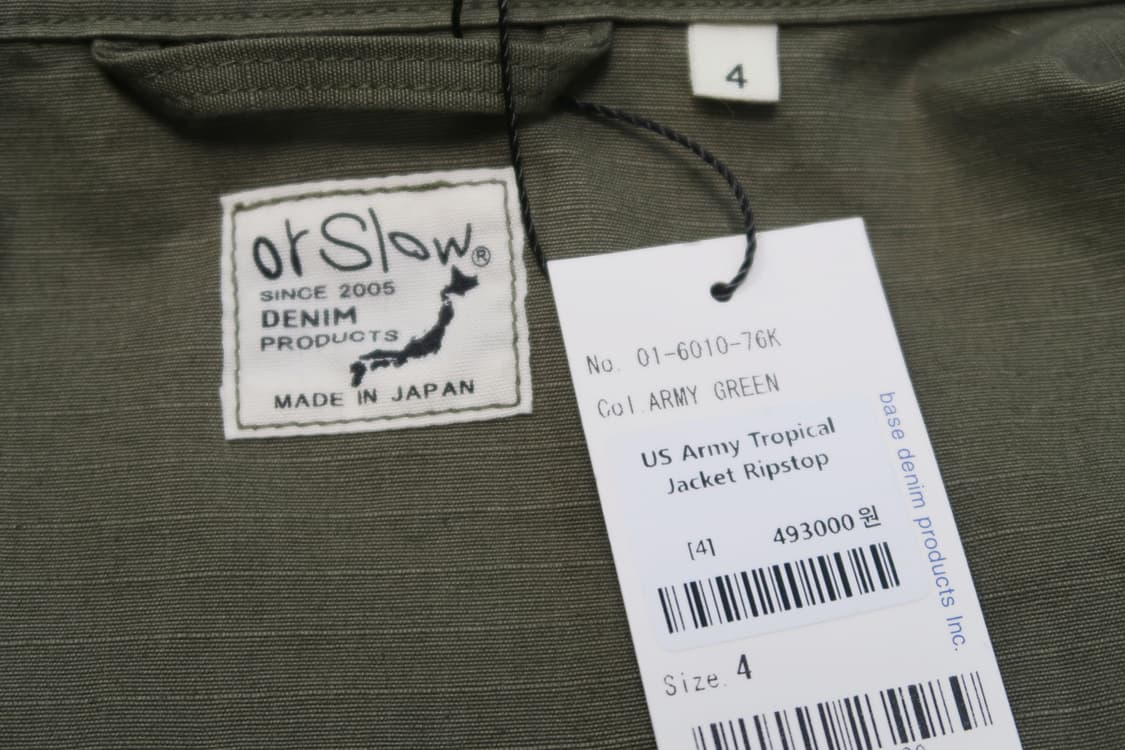 4
orSlow®
SINCE 2005
DENIM
PRODUCTS
MADE IN JAPAN
No. 01-6010-76K
Col.ARMY GREEN
US Army Tropical
Jacket Ripstop
[4] 493000원
Size. 4
base denim products Inc.